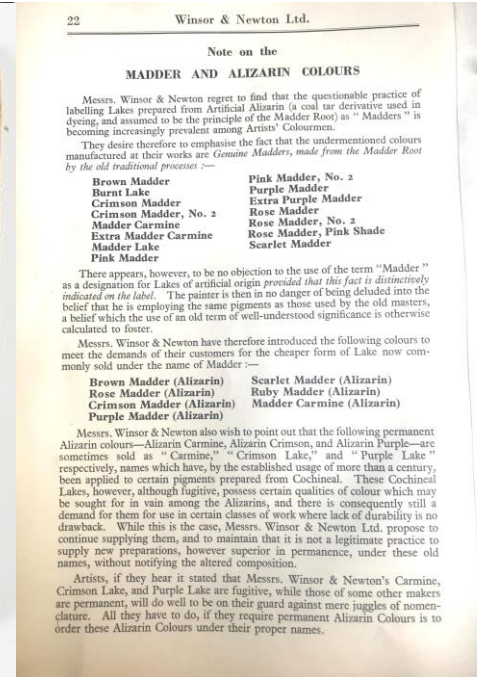 22
Winsor & Newton Ltd.
Note on the
MADDER AND ALIZARIN COLOURS
Messrs. Winsor & Newton regret to find that the questionable practice of
labelling Lakes prepared from Artificial Alizarin (a coal tar derivative used in
dyeing, and assumed to be the principle of the Madder Root) as “ Madders ” is
becoming increasingly prevalent among Artists’ Colourmen.
They desire therefore to emphasise the fact that the undermentioned colours
manufactured at their works are Genuine Madders, made from the Madder Root
by the old traditional processes :—
Brown Madder
Burnt Lake
Crimson Madder
Crimson Madder, No. 2
Madder Carmine
Extra Madder Carmine
Madder Lake
Pink Madder
Pink Madder, No. 2
Purple Madder
Extra Purple Madder
Rose Madder
Rose Madder, No. 2
Rose Madder, Pink Shade
Scarlet Madder
There appears, however, to be no objection to the use of the term “Madder ”
as a designation for Lakes of artificial origin provided that this fact is distinctively
indicated on the label. The painter is then in no danger of being deluded into the
belief that he is employing the same pigments as those used by the old masters,
a belief which the use of an old term of well-understood significance is otherwise
calculated to foster.
Messrs. Winsor & Newton have therefore introduced the following colours to
meet the demands of their customers for the cheaper form of Lake now com-
monly sold under the name of Madder :—
Brown Madder (Alizarin)
Rose Madder (Alizarin)
Crimson Madder (Alizarin)
Purple Madder (Alizarin)
Scarlet Madder (Alizarin)
Ruby Madder (Alizarin)
Madder Carmine (Alizarin)
Messrs. Winsor & Newton also wish to point out that the following permanent
Alizarin colours—Alizarin Carmine, Alizarin Crimson, and Alizarin Purple—are
sometimes sold as “ Carmine,” “ Crimson Lake,” and “ Purple Lake ”
respectively, names which have, by the established usage of more than a century,
been applied to certain pigments prepared from Cochineal. These Cochineal
Lakes, however, although fugitive, possess certain qualities of colour which may
be sought for in vain among the Alizarins, and there is consequently still a
demand for them for use in certain classes of work where lack of durability is no
drawback. While this is the case, Messrs. Winsor & Newton Ltd. propose to
continue supplying them, and to maintain that it is not a legitimate practice to
supply new preparations, however superior in permanence, under these old
names, without notifying the altered composition.
Artists, if they hear it stated that Messrs. Winsor & Newton’s Carmine,
Crimson Lake, and Purple Lake are fugitive, while those of some other makers
are permanent, will do well to be on their guard against mere juggles of nomen-
clature. All they have to do, if they require permanent Alizarin Colours is to
order these Alizarin Colours under their proper names.